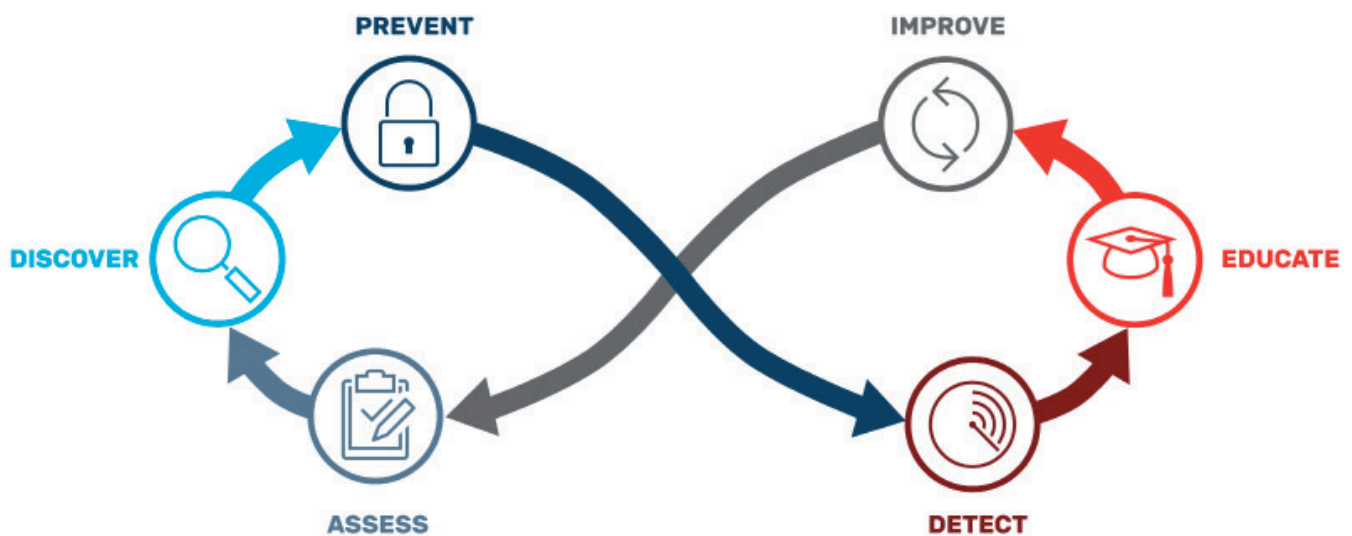 PREVENT
IMPROVE
DISCOVER
EDUCATE
ASSESS
DETECT